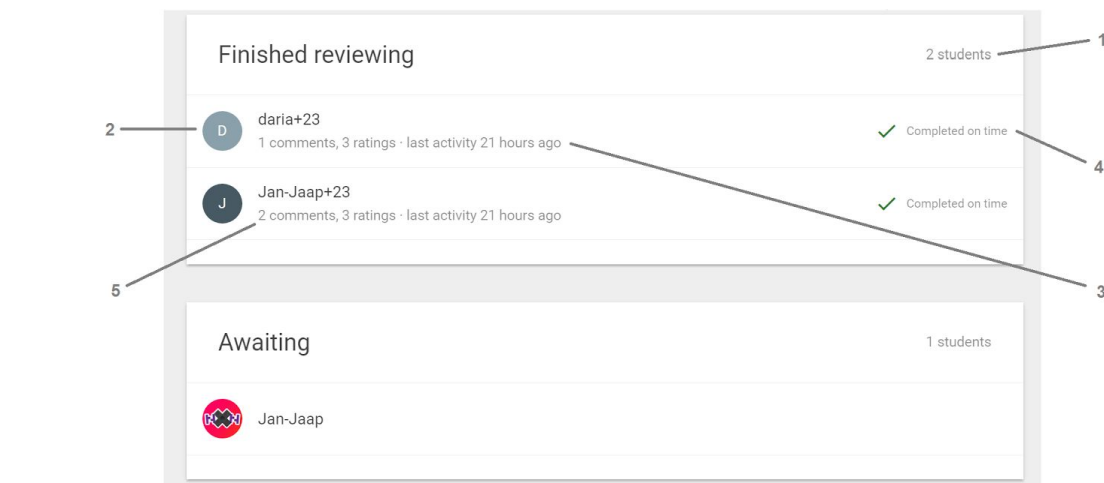 Finished reviewing
2 students
1
2
D
daria+23
1 comments, 3 ratings · last activity 21 hours ago
Completed on time
4
J
Jan-Jaap+23
2 comments, 3 ratings · last activity 21 hours ago
Completed on time
5
3
Awaiting
1 students
Jan-Jaap